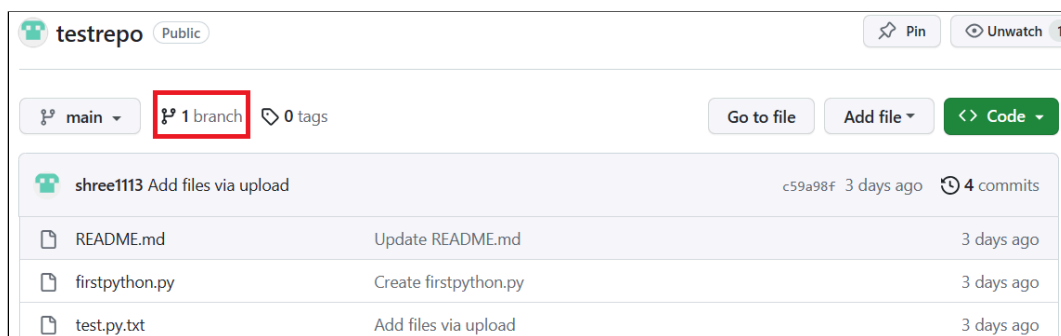 testrepo Public Pin Unwatch 1
main 1 branch 0 tags Go to file Add file <> Code
shree1113 Add files via upload c59a98f 3 days ago 4 commits
README.md Update README.md 3 days ago
firstpython.py Create firstpython.py 3 days ago
test.py.txt Add files via upload 3 days ago